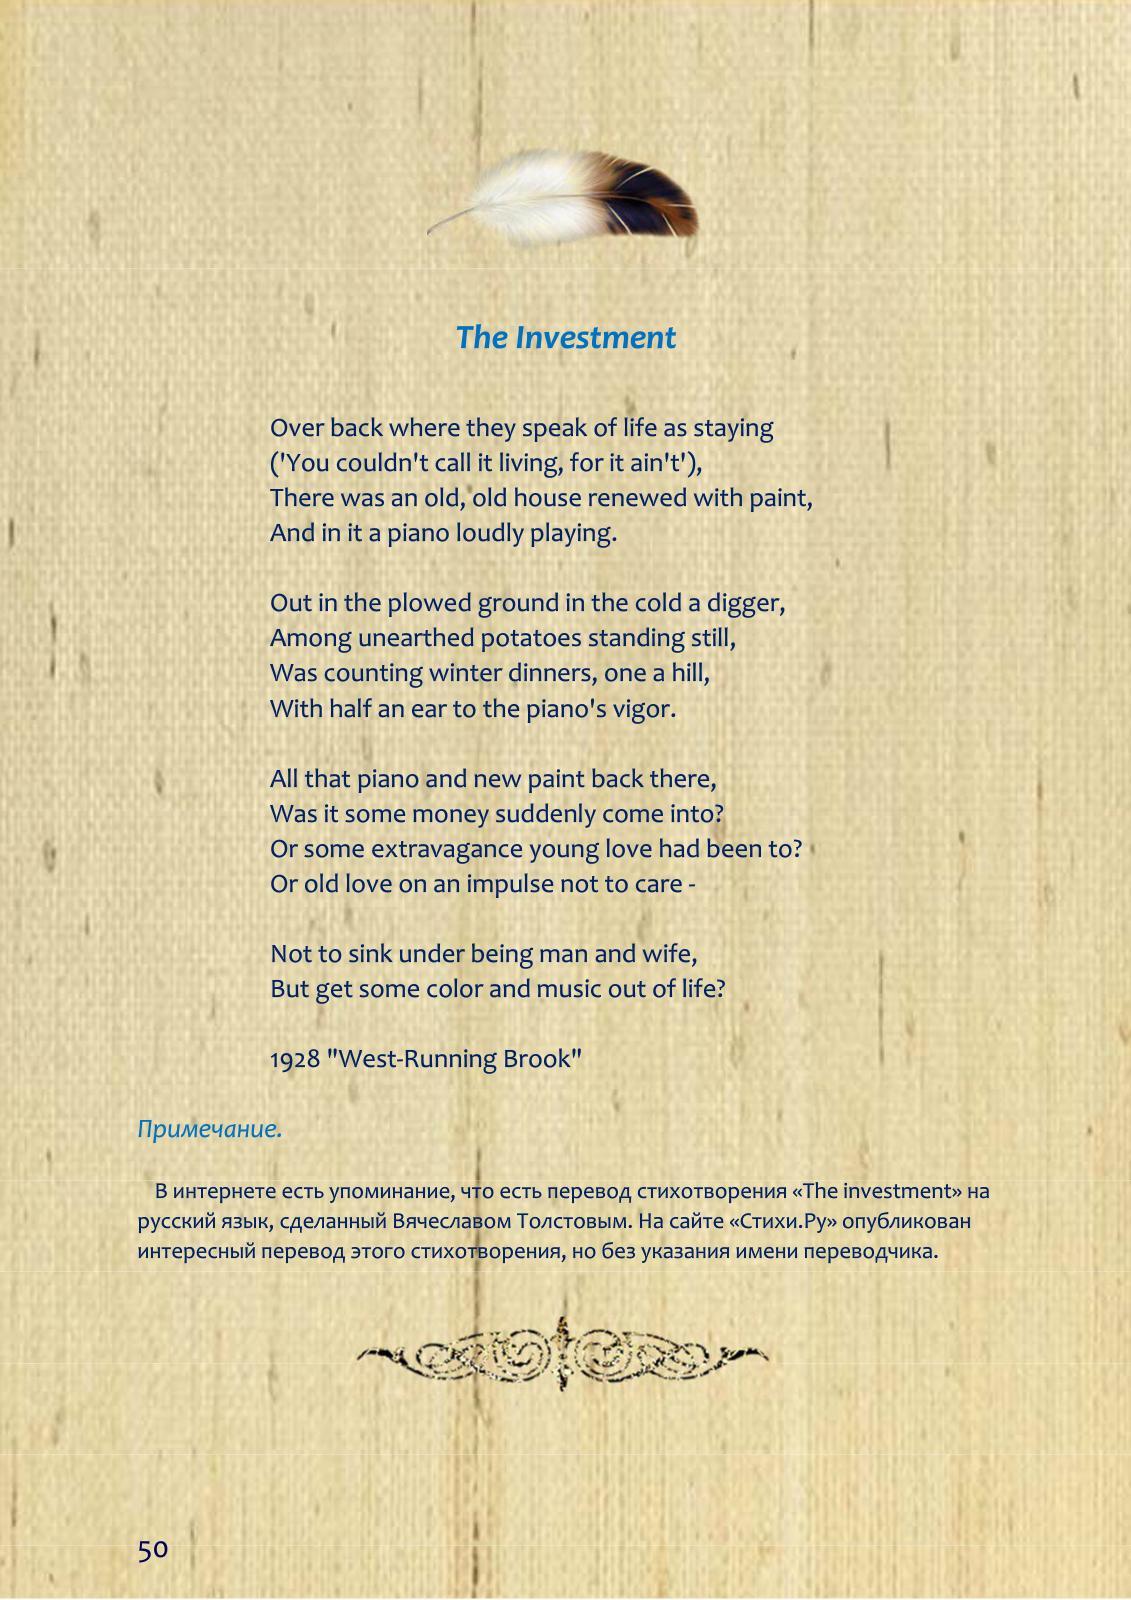 The Investment
Over back where they speak of life as staying
('You couldn't call it living, for it ain't'),
There was an old, old house renewed with paint,
And in it a piano loudly playing.
Out in the plowed ground in the cold a digger,
Among unearthed potatoes standing still,
Was counting winter dinners, one a hill,
With half an ear to the piano's vigor.
All that piano and new paint back there,
Was it some money suddenly come into?
Or some extravagance young love had been to?
Or old love on an impulse not to care -
Not to sink under being man and wife,
But get some color and music out of life?
1928 "West-Running Brook"
Примечание.
В интернете есть упоминание, что есть перевод стихотворения «The investment» на
русский язык, сделанный Вячеславом Толстовым. На сайте «Стихи.Ру» опубликован
интересный перевод этого стихотворения, но без указания имени переводчика.
50